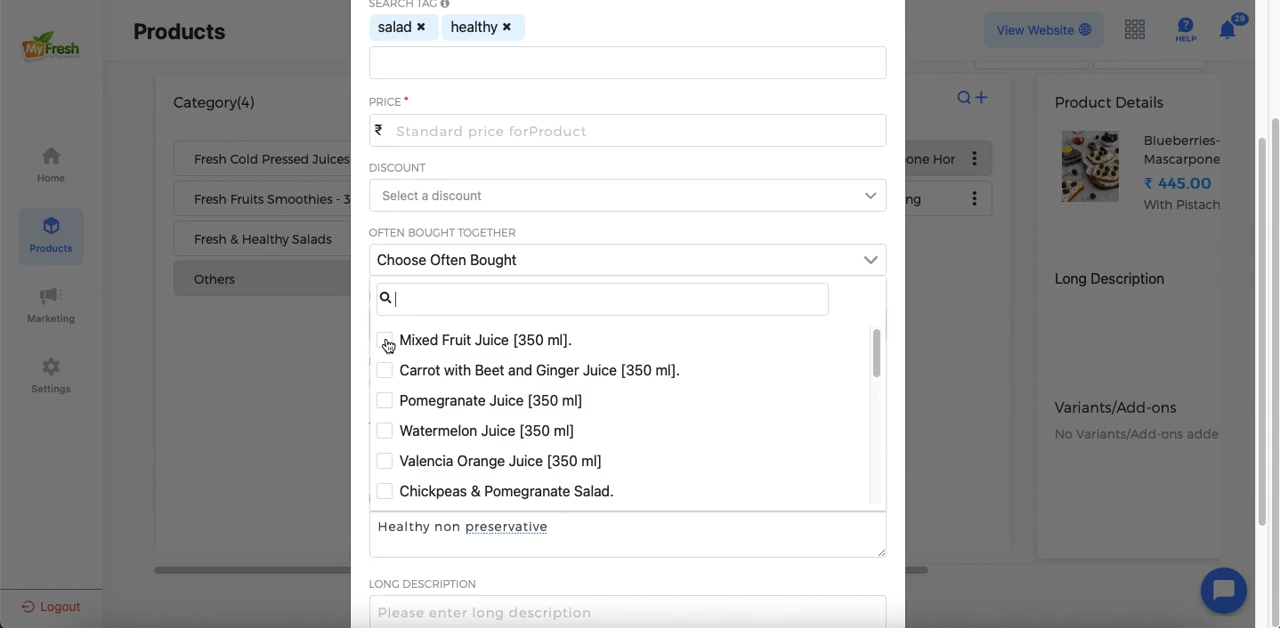 SEARCH TAG
salad ×
healthy ×
PRICE *
₹ Standard price forProduct
DISCOUNT
Select a discount
OFTEN BOUGHT TOGETHER
Choose Often Bought
Mixed Fruit Juice [350 ml].
Carrot with Beet and Ginger Juice [350 ml].
Pomegranate Juice [350 ml]
Watermelon Juice [350 ml]
Valencia Orange Juice [350 ml]
Chickpeas & Pomegranate Salad.
Healthy non preservative
LONG DESCRIPTION
Please enter long description
MyFresh
Home
Products
Marketing
Settings
Logout
Products
View Website
HELP
29
Category(4)
Fresh Cold Pressed Juices
Fresh Fruits Smoothies - 3
Fresh & Healthy Salads
Others
one Hor
ng
Product Details
Blueberries-
Mascarpone
₹ 445.00
With Pistach
Long Description
Variants/Add-ons
No Variants/Add-ons adde